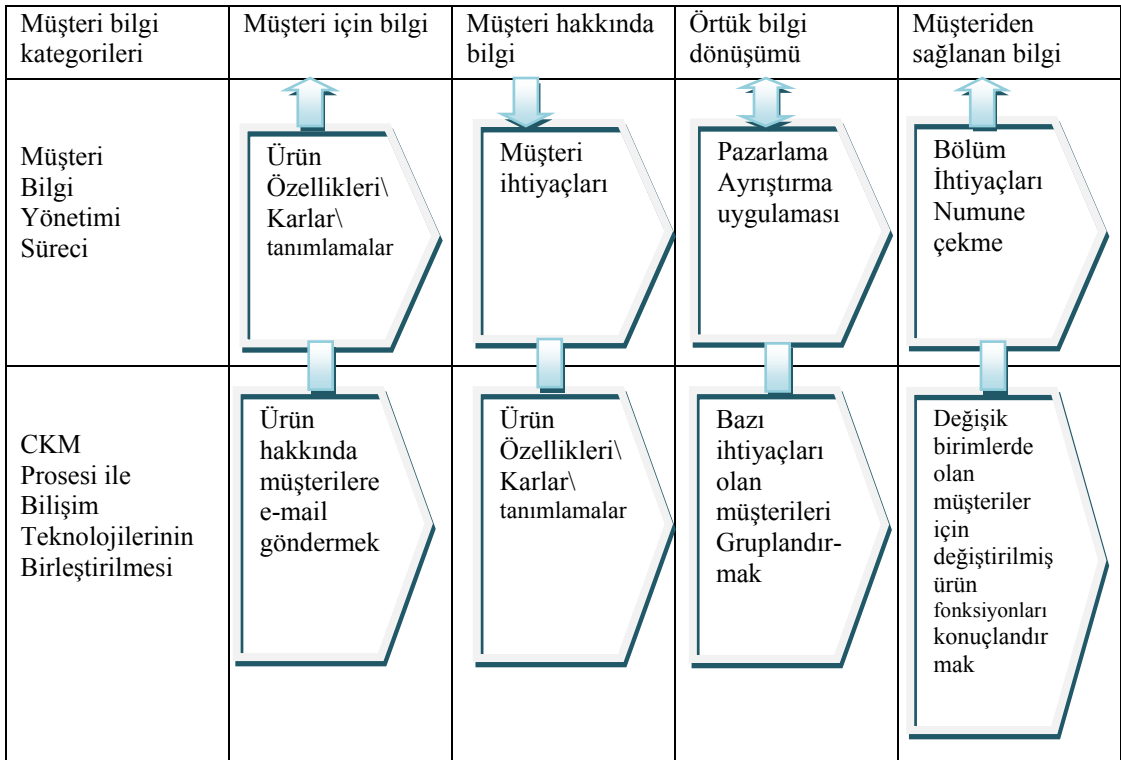 Müşteri bilgi
kategorileri
Müşteri için bilgi
Müşteri hakkında
bilgi
Örtük bilgi
dönüşümü
Müşteriden
sağlanan bilgi
Müşteri
Bilgi
Yönetimi
Süreci
Ürün
Özellikleri\
Karlar\
tanımlamalar
Müşteri
ihtiyaçları
Pazarlama
Ayrıştırma
uygulaması
Bölüm
İhtiyaçları
Numune
çekme
CKM
Prosesi ile
Bilişim
Teknolojilerinin
Birleştirilmesi
Ürün
hakkında
müşterilere
e-mail
göndermek
Ürün
Özellikleri\
Karlar\
tanımlamalar
Bazı
ihtiyaçları
olan
müşterileri
Gruplandır-
mak
Değişik
birimlerde
olan
müşteriler
için
değiştirilmiş
ürün
fonksiyonları
konuçlandır
mak